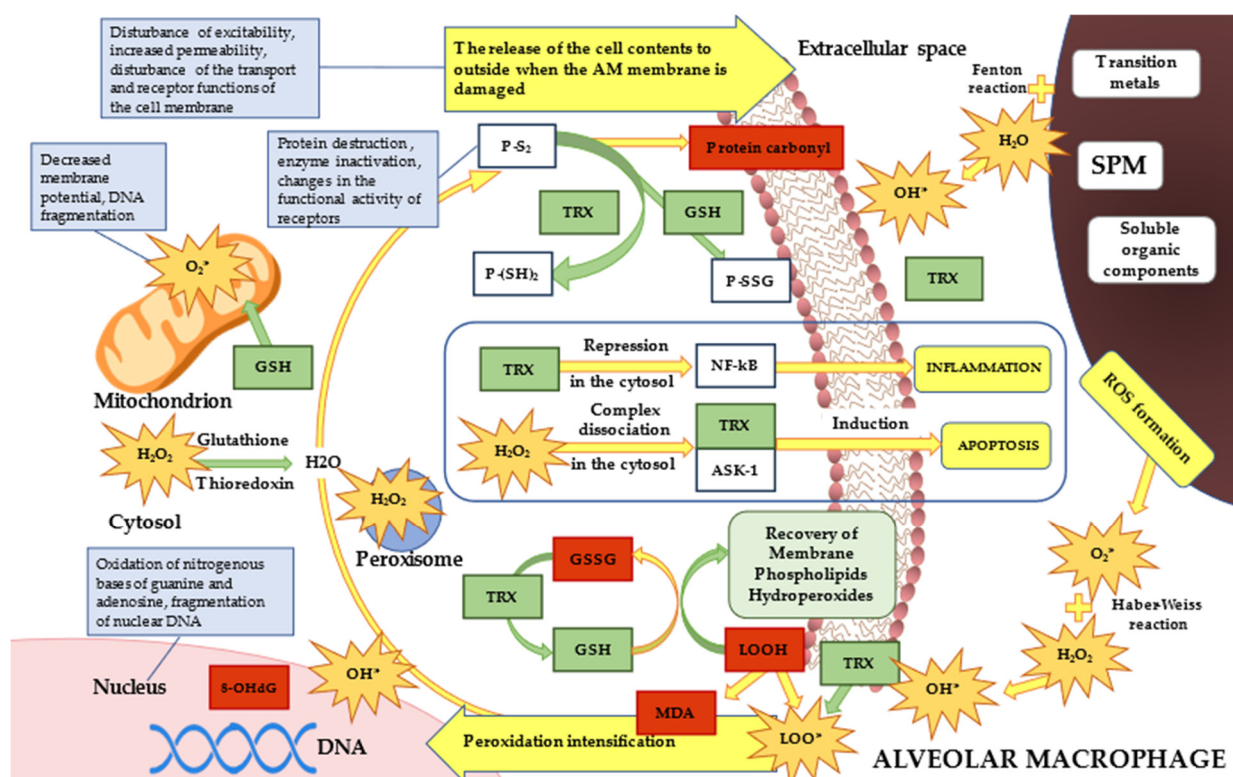 Disturbance of excitability,
increased permeability,
disturbance of the transport
and receptor functions of
the cell membrane
The release of the cell contents to
outside when the AM membrane is
damaged
Extracellular space
Fenton
reaction
Transition
metals
H₂O
SPM
Soluble
organic
components
OH*
TRX
Decreased
membrane
potential, DNA
fragmentation
Protein destruction,
enzyme inactivation,
changes in the
functional activity of
receptors
P-S₂
Protein carbonyl
TRX
GSH
P-(SH)₂
P-SSG
O₂*
GSH
Mitochondrion
TRX
Repression
in the cytosol
NF-kB
INFLAMMATION
H₂O₂
Complex
dissociation
in the cytosol
TRX
ASK-1
Induction
APOPTOSIS
ROS formation
H₂O₂
Glutathione
Thioredoxin
H2O
Cytosol
H₂O₂
Peroxisome
Oxidation of nitrogenous
bases of guanine and
adenosine, fragmentation
of nuclear DNA
GSSG
TRX
GSH
Recovery of
Membrane
Phospholipids
Hydroperoxides
LOOH
TRX
O₂*
Haber-Weiss
reaction
H₂O₂
OH*
Nucleus
8-OHdG
OH*
DNA
MDA
Peroxidation intensification
LOO*
ALVEOLAR MACROPHAGE